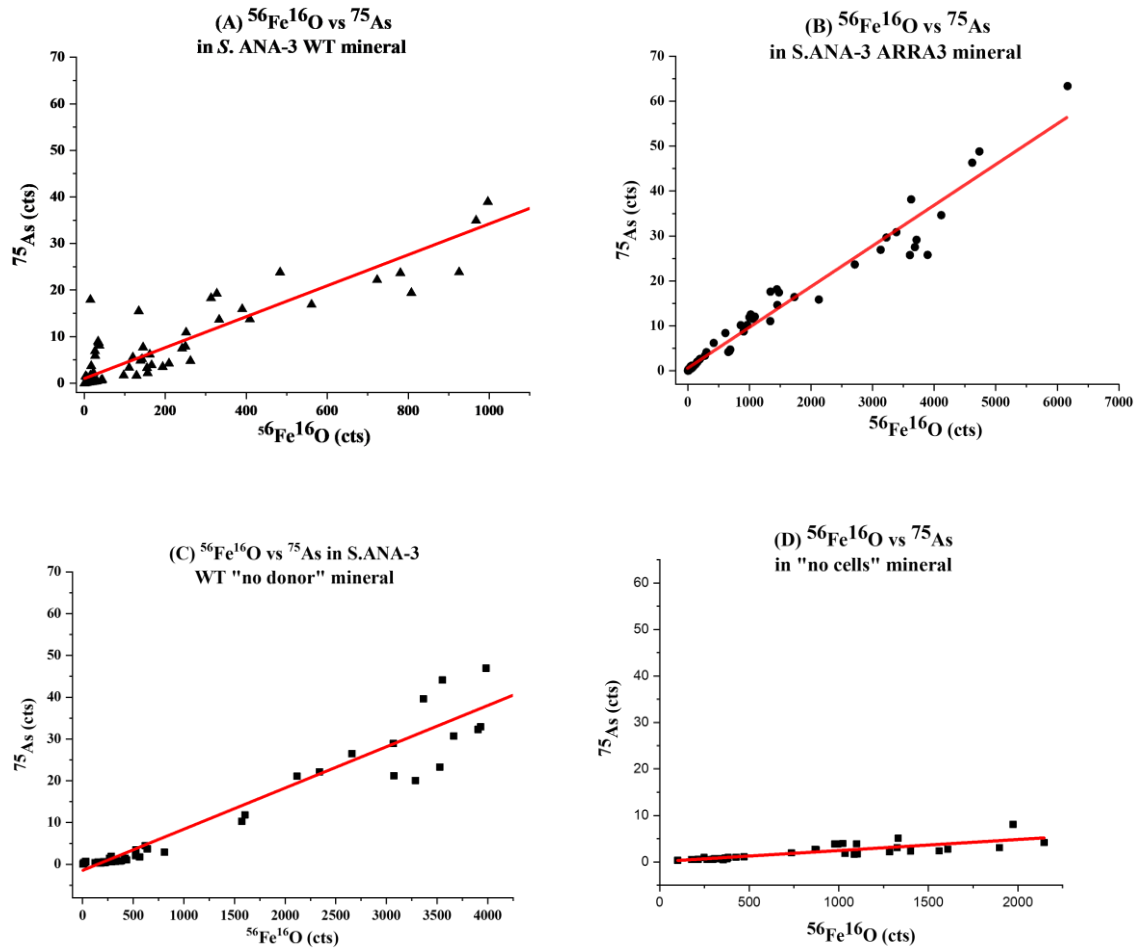 (A) ⁵⁶Fe¹⁶O vs ⁷⁵As
in S. ANA-3 WT mineral
70
60
50
40
30
20
10
0
⁷⁵As (cts)
0 200 400 600 800 1000
⁵⁶Fe¹⁶O (cts)
(B) ⁵⁶Fe¹⁶O vs ⁷⁵As
in S.ANA-3 ARRA3 mineral
70
60
50
40
30
20
10
0
⁷⁵As (cts)
0 1000 2000 3000 4000 5000 6000 7000
⁵⁶Fe¹⁶O (cts)
(C) ⁵⁶Fe¹⁶O vs ⁷⁵As in S.ANA-3
WT "no donor" mineral
70
60
50
40
30
20
10
0
⁷⁵As (cts)
0 500 1000 1500 2000 2500 3000 3500 4000
⁵⁶Fe¹⁶O (cts)
(D) ⁵⁶Fe¹⁶O vs ⁷⁵As
in "no cells" mineral
60
50
40
30
20
10
0
⁷⁵As (cts)
0 500 1000 1500 2000
⁵⁶Fe¹⁶O (cts)